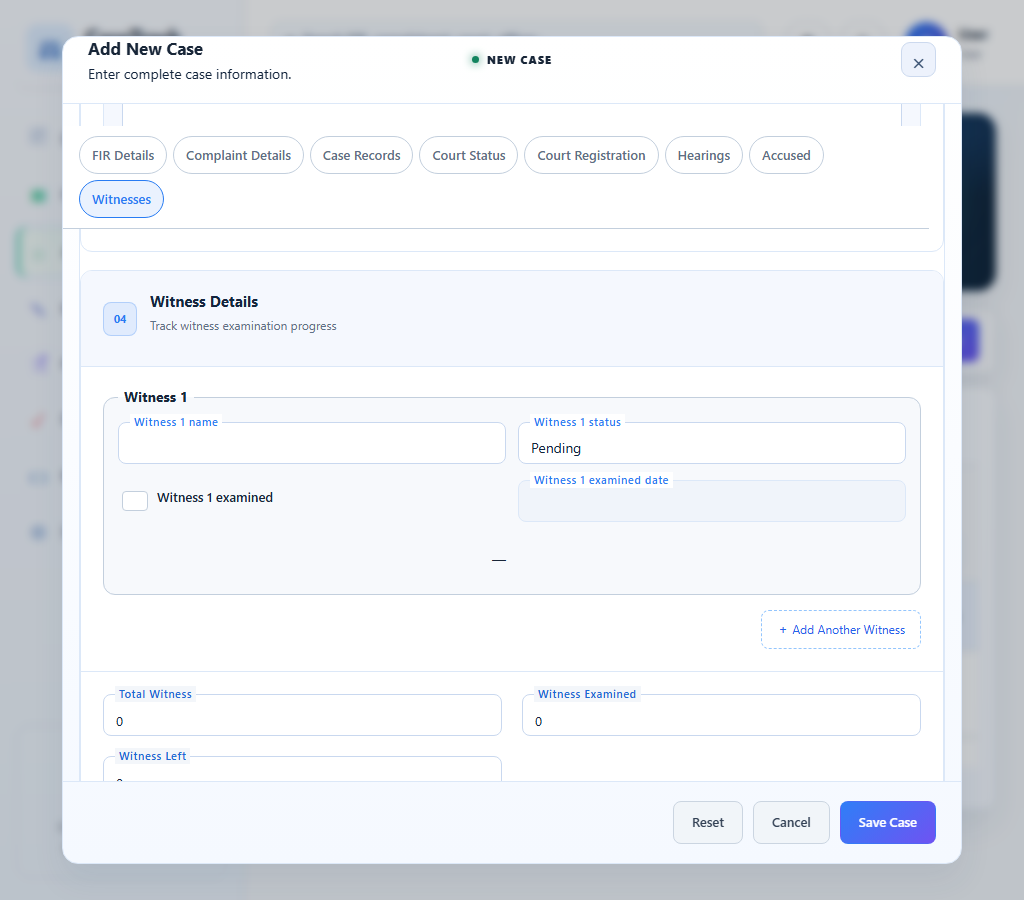 Add New Case
Enter complete case information.
NEW CASE
FIR Details
Complaint Details
Case Records
Court Status
Court Registration
Hearings
Accused
Witnesses
04
Witness Details
Track witness examination progress
Witness 1
Witness 1 name
Witness 1 status
Pending
Witness 1 examined
Witness 1 examined date
—
+ Add Another Witness
Total Witness
0
Witness Examined
0
Witness Left
Reset
Cancel
Save Case